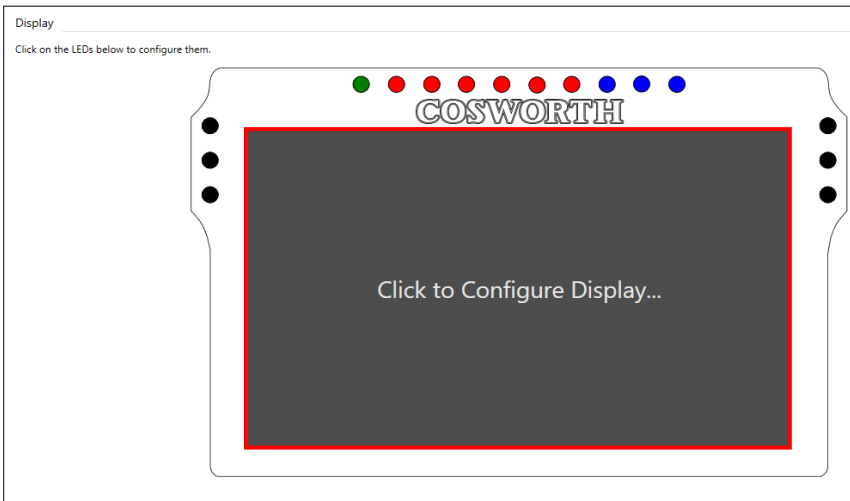 Display
Click on the LEDs below to configure them.
COSWORTH
Click to Configure Display...